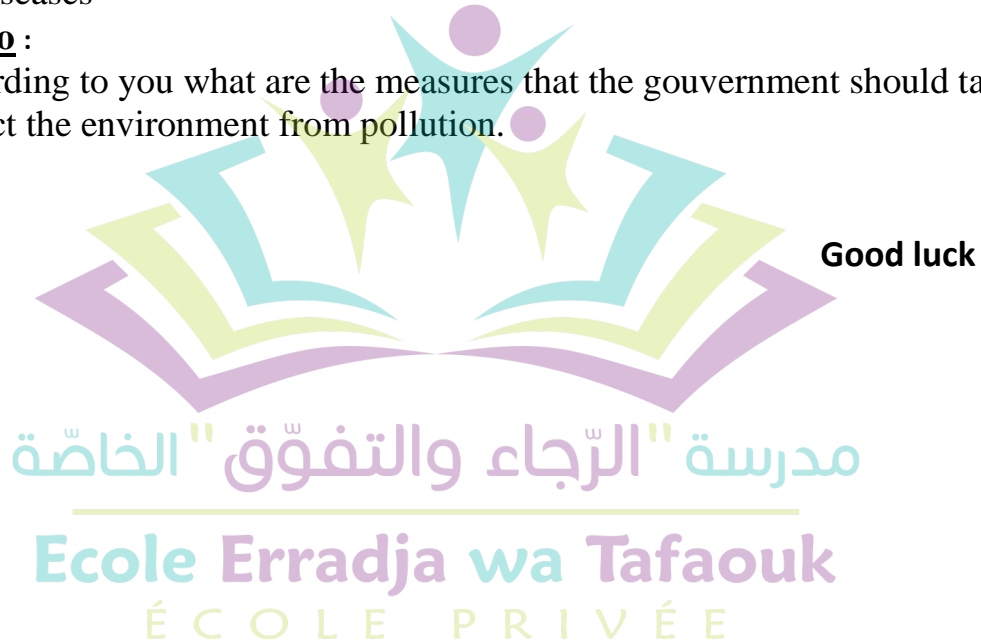 seases
o :
rding to you what are the measures that the gouvernment should ta
ct the environment from pollution.
Good luck
مدرسة "الرّجاء والتفوّق" الخاصّة
Ecole Erradja wa Tafaouk
ÉCOLE PRIVÉE